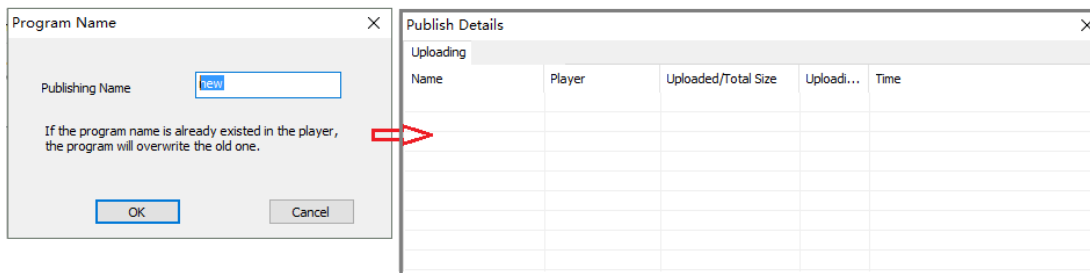 Program Name
Publishing Name
new
If the program name is already existed in the player,
the program will overwrite the old one.
OK
Cancel
Publish Details
Uploading
Name
Player
Uploaded/Total Size
Uploadi...
Time